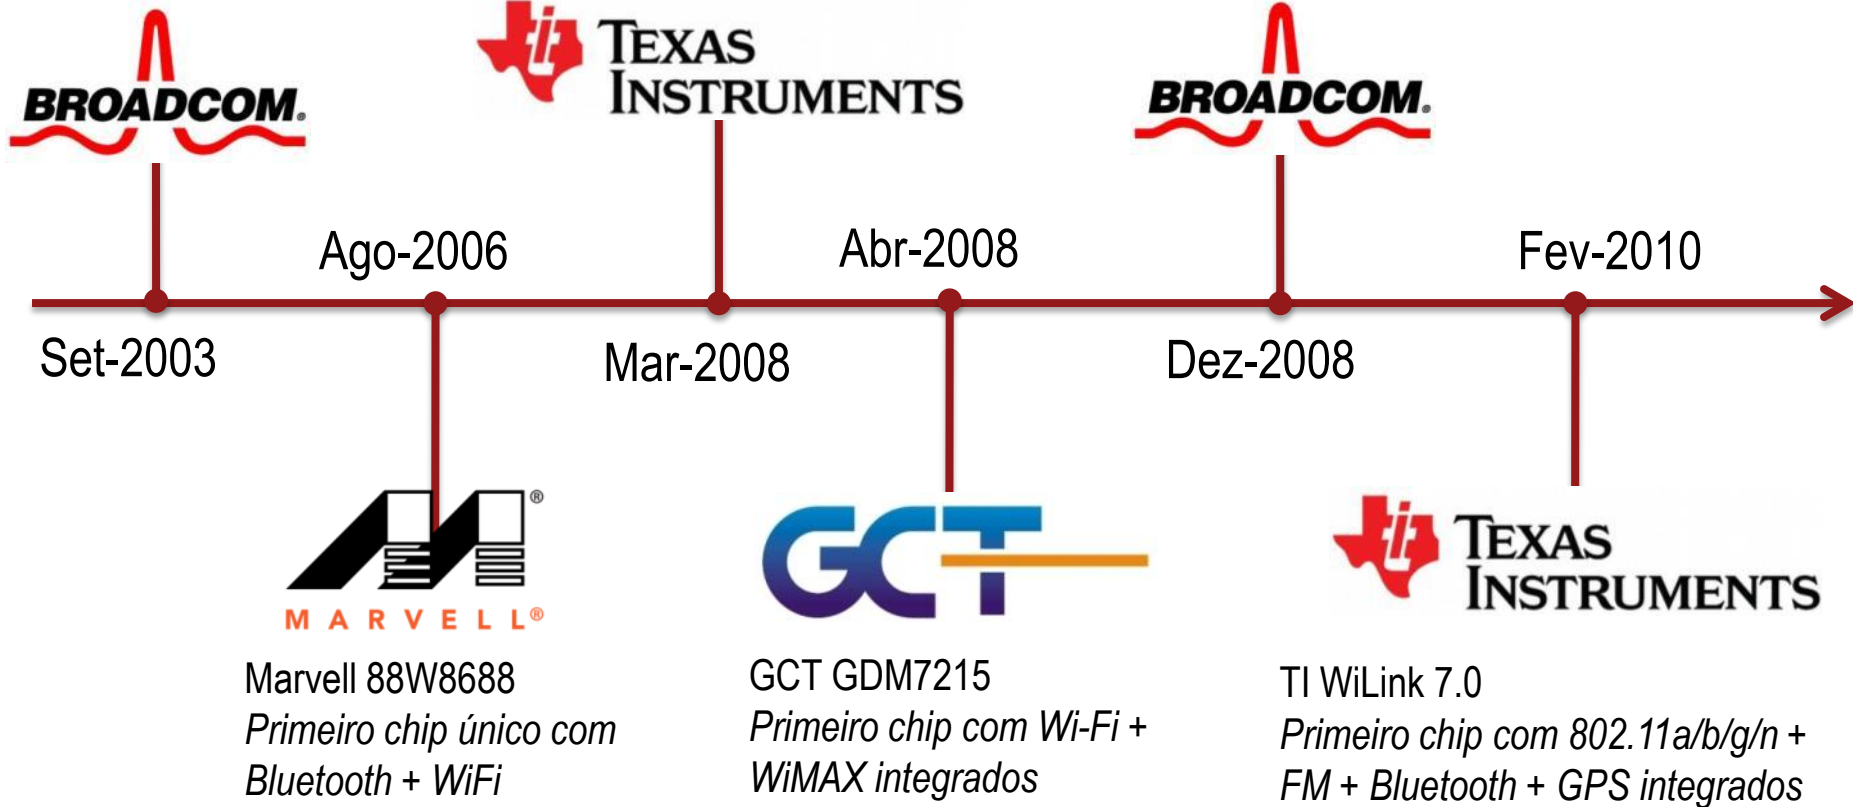 BROADCOM.
TEXAS
INSTRUMENTS
BROADCOM.
Ago-2006
Abr-2008
Fev-2010
Set-2003
Mar-2008
Dez-2008
MARVELL®
®
GCT
TEXAS
INSTRUMENTS
Marvell 88W8688
Primeiro chip único com
Bluetooth + WiFi
GCT GDM7215
Primeiro chip com Wi-Fi +
WiMAX integrados
TI WiLink 7.0
Primeiro chip com 802.11a/b/g/n +
FM + Bluetooth + GPS integrados